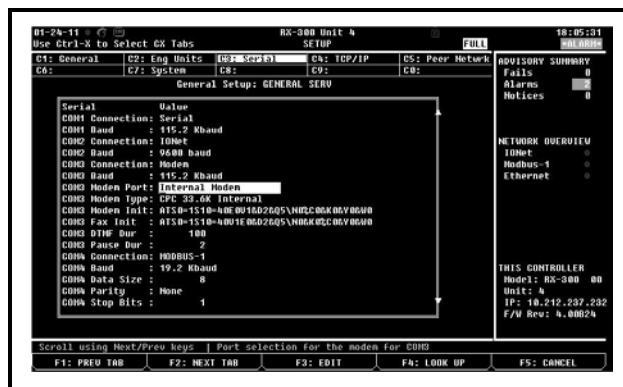 01-24-11 RX-300 Unit 4 18:05:31
Use Ctrl-X to Select CX Tabs SETUP FULL *ALARM*
C1: General C2: Eng Units C3: Serial C4: TCP/IP C5: Peer Netwrk
C6: C7: System C8: C9: C0:
General Setup: GENERAL SERV
Serial Value
COM1 Connection: Serial
COM1 Baud : 115.2 Kbaud
COM2 Connection: IONet
COM2 Baud : 9600 baud
COM3 Connection: Modem
COM3 Baud : 115.2 Kbaud
COM3 Modem Port: Internal Modem
COM3 Modem Type: CPC 33.6K Internal
COM3 Modem Init:
COM3 Fax Init :
COM3 DTMF Dur : 100
COM3 Pause Dur : 2
COM4 Connection: MODBUS-1
COM4 Baud : 19.2 Kbaud
COM4 Data Size : 8
COM4 Parity : None
COM4 Stop Bits : 1
ADVISORY SUMMARY
Fails 0
Alarms 2
Notices 0
NETWORK OVERVIEW
IONet
Modbus-1
Ethernet
THIS CONTROLLER
Model: RX-300 00
Unit: 4
IP: 10.212.237.232
F/W Rev: 4.00B24
Scroll using Next/Prev keys | Port selection for the modem for COM3
F1: PREV TAB F2: NEXT TAB F3: EDIT F4: LOOK UP F5: CANCEL